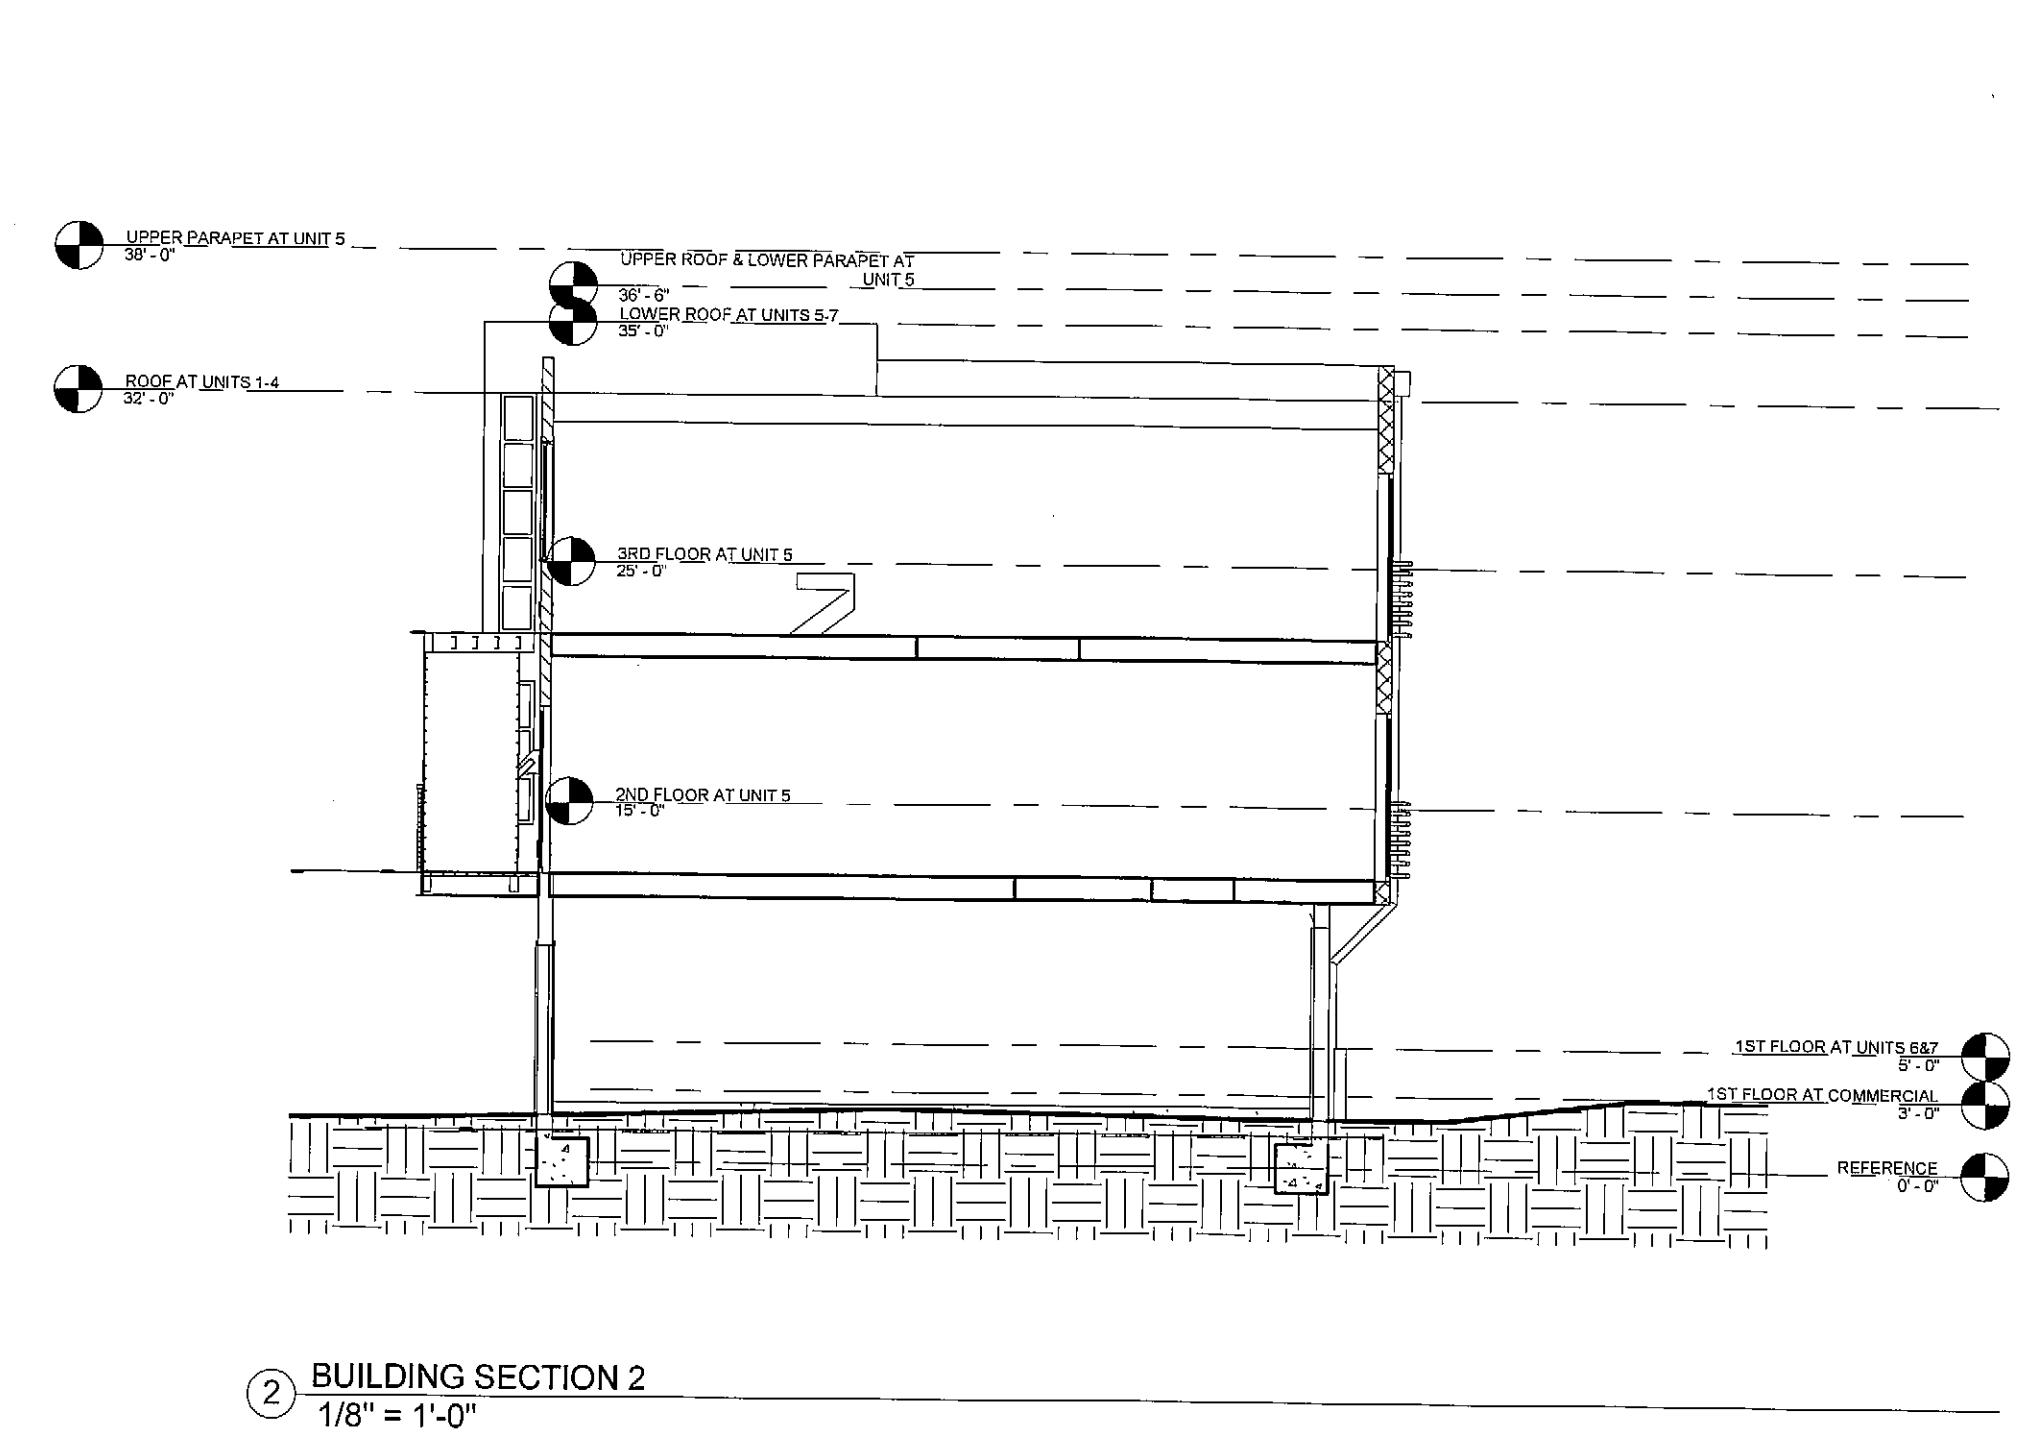 UPPER PARAPET AT UNIT 5
38' - 0"
UPPER ROOF & LOWER PARAPET AT
UNIT 5
36' - 6"
LOWER ROOF AT UNITS 5-7
35' - 0"
ROOF AT UNITS 1-4
32' - 0"
3RD FLOOR AT UNIT 5
25' - 0"
2ND FLOOR AT UNIT 5
15' - 0"
1ST FLOOR AT UNITS 6&7
5' - 0"
1ST FLOOR AT COMMERCIAL
3' - 0"
REFERENCE
0' - 0"
2 BUILDING SECTION 2
1/8" = 1'-0"